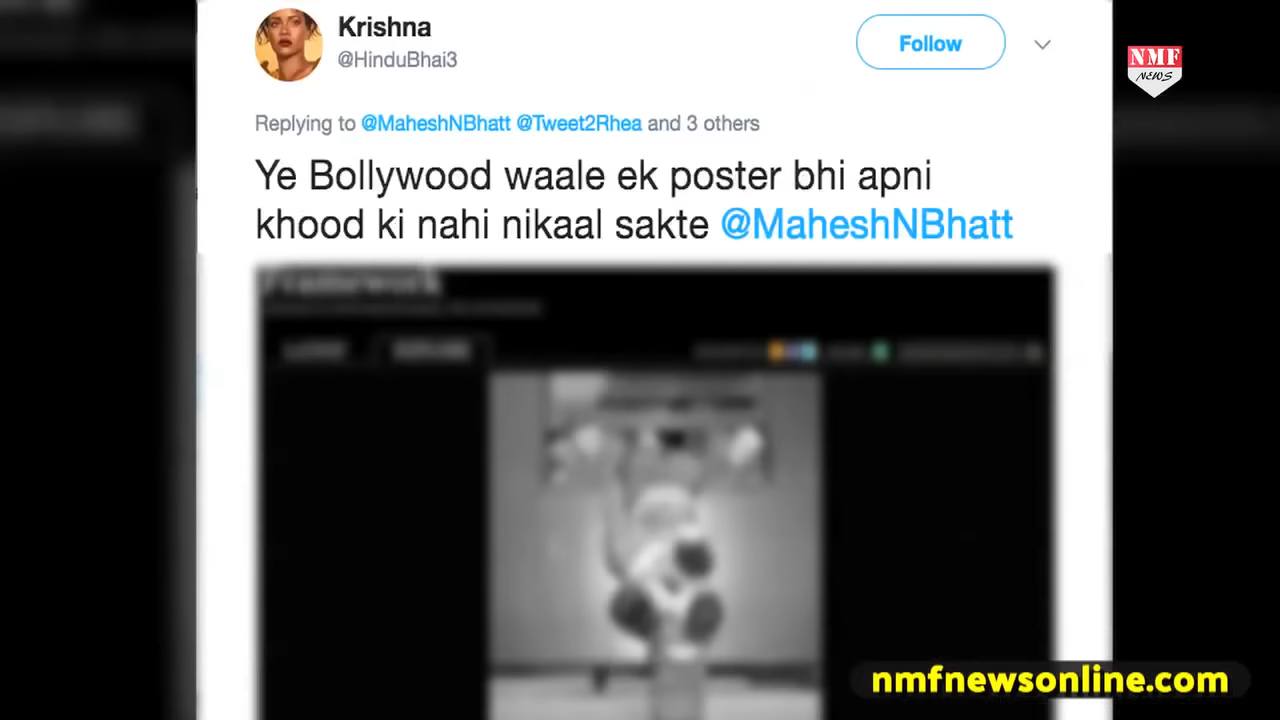 Krishna
@HinduBhai3
Follow
NMF
NEWS
Replying to @MaheshNBhatt @Tweet2Rhea and 3 others
Ye Bollywood waale ek poster bhi apni
khood ki nahi nikaal sakte @MaheshNBhatt
Framework
nmfnewsonline.com